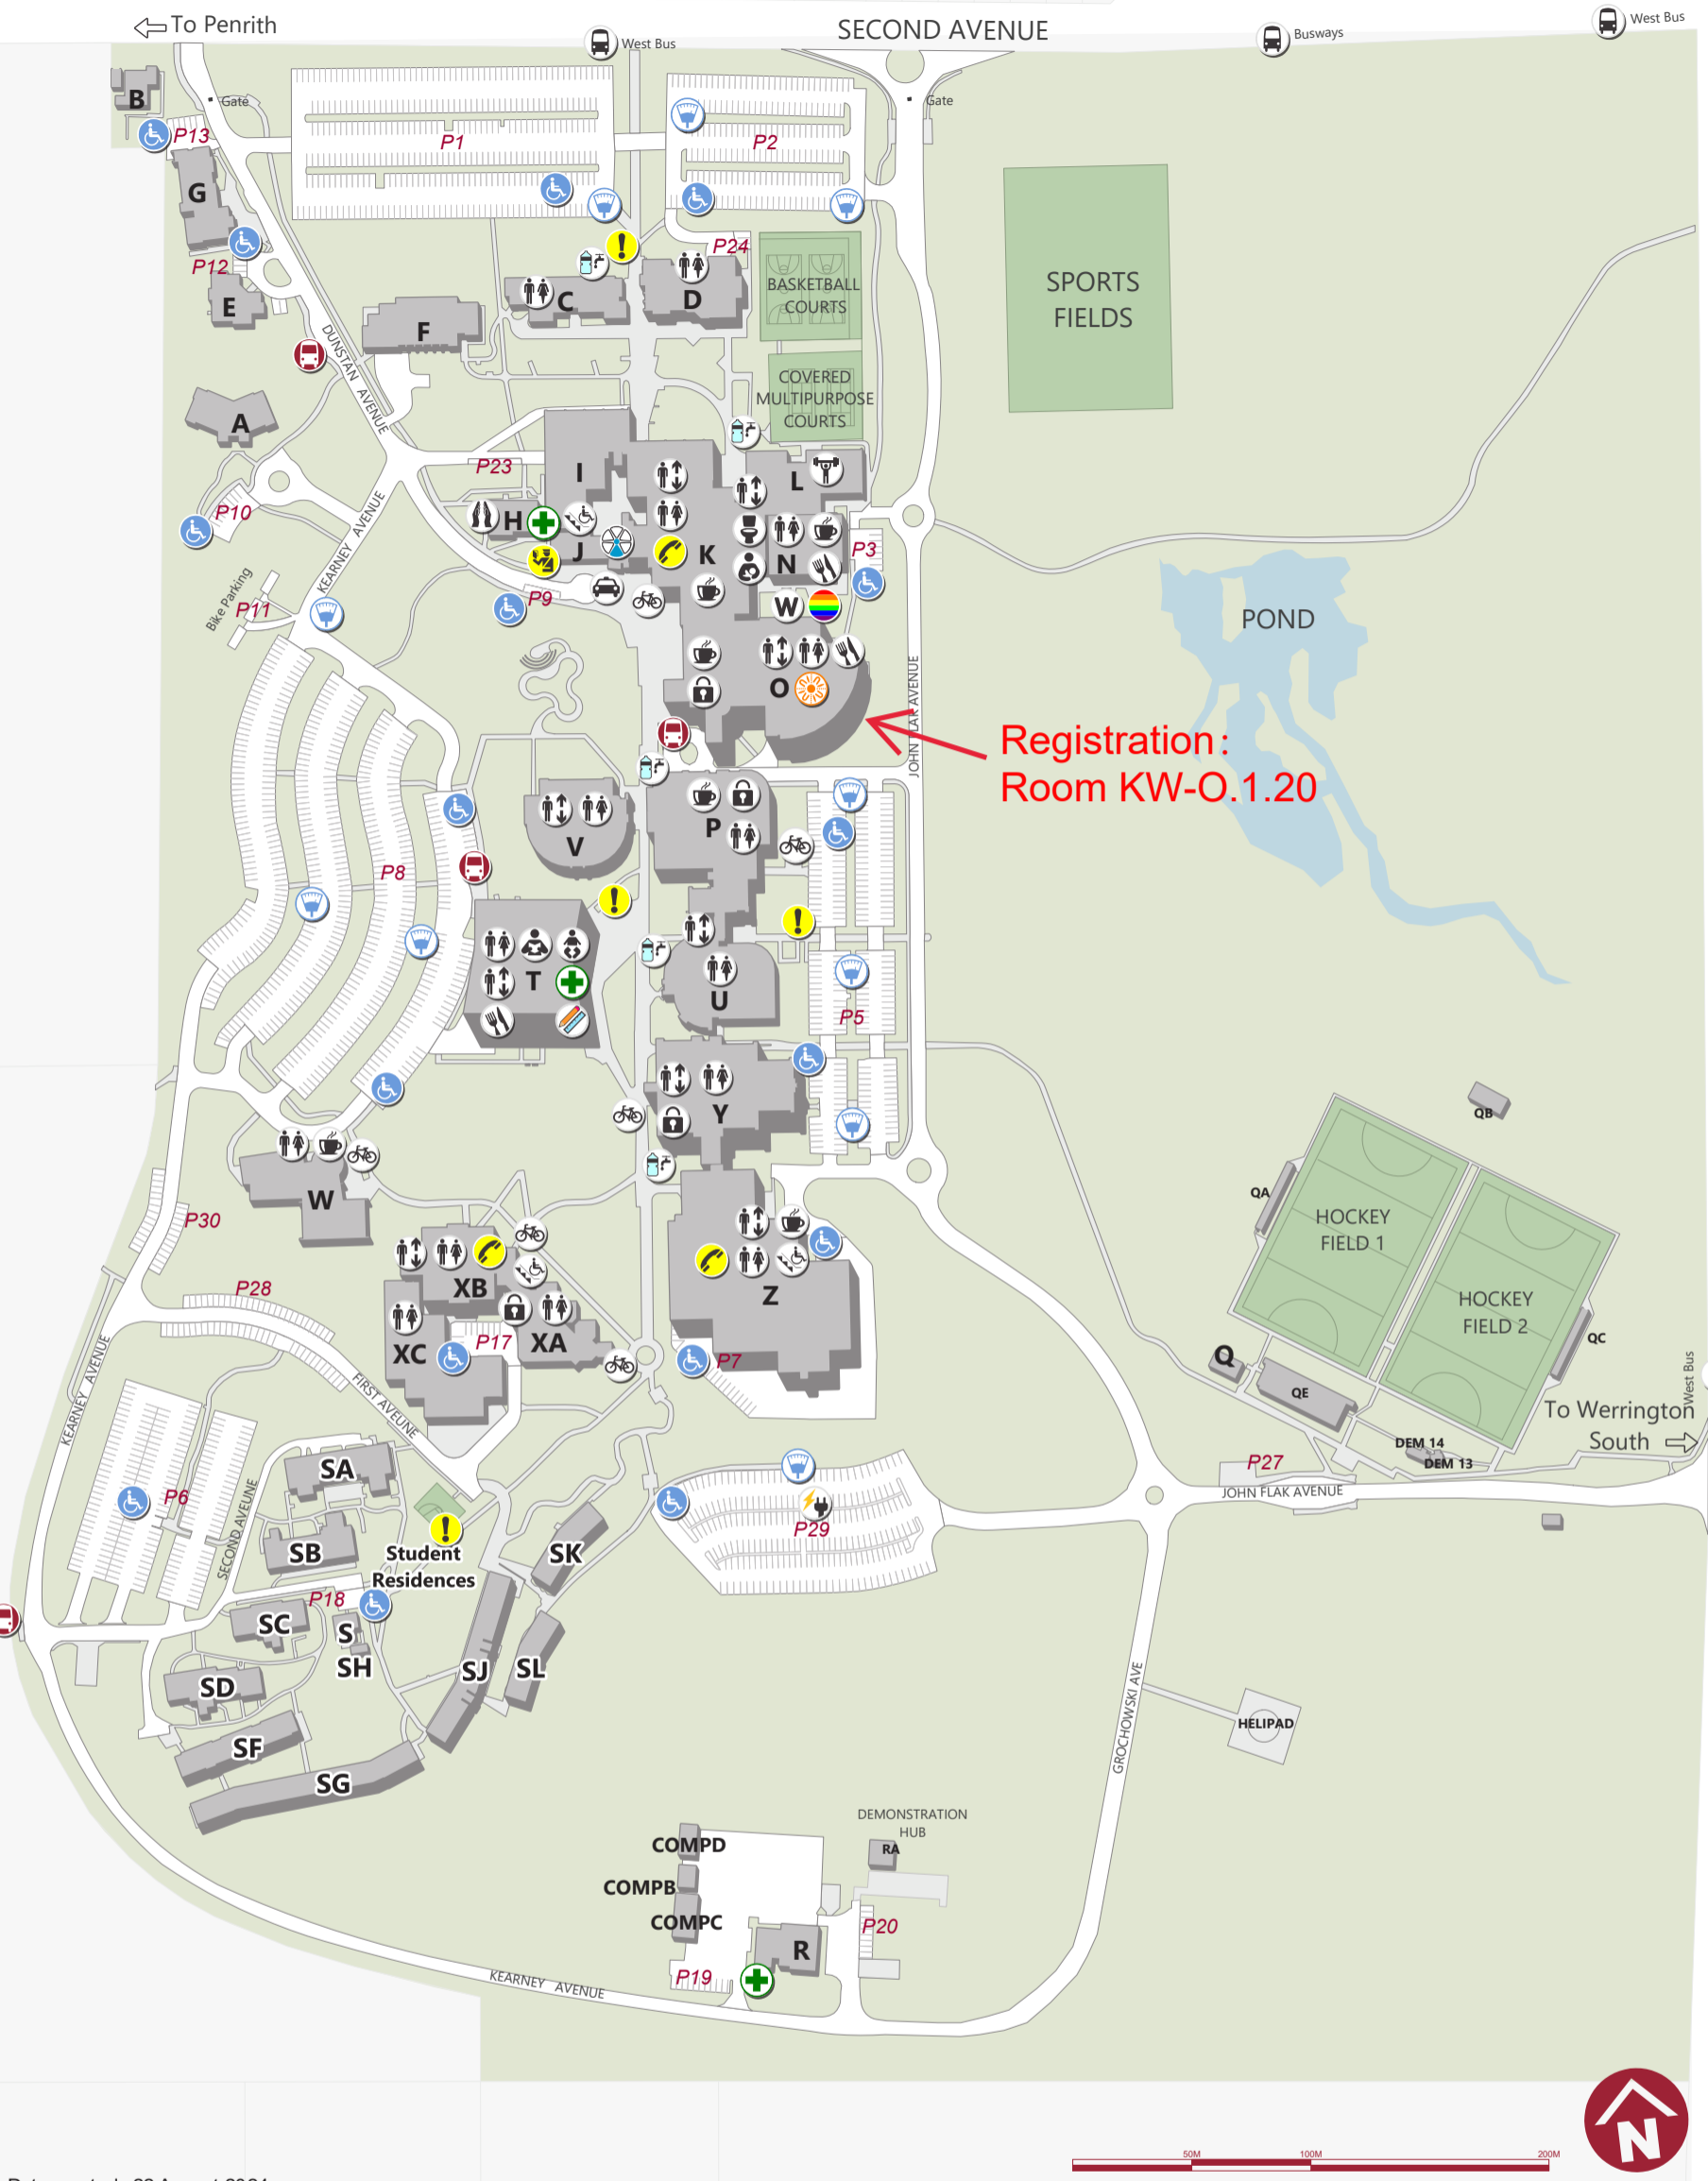 To Penrith
SECOND AVENUE
West Bus
Busways
West Bus
B
Gate
Gate
P13
P1
P2
G
P24
P12
E
C
D
BASKETBALL
COURTS
SPORTS
FIELDS
F
DUNSTAN AVENUE
A
COVERED
MULTIPURPOSE
COURTS
P23
I
L
P10
H
J
K
N
P3
KEARNEY AVENUE
Bike Parking
P11
P9
W
POND
O
JOHN FLAK AVENUE
Registration:
Room KW-O.1.20
P
V
P8
T
U
P5
Y
QB
QA
W
HOCKEY
FIELD 1
P30
P28
XB
Z
HOCKEY
FIELD 2
QC
P17
XA
XC
P7
Q
QE
KEARNEY AVENUE
FIRST AVEUNE
West Bus
To Werrington
South
DEM 14
DEM 13
P27
JOHN FLAK AVENUE
SA
P6
SECOND AVEUNE
P29
SB
Student
Residences
SK
P18
SC
S
SH
SJ
SL
SD
SF
SG
GROCHOWSKI AVE
HELIPAD
DEMONSTRATION
HUB
RA
COMPD
COMPB
COMPC
P20
R
P19
KEARNEY AVENUE
N
50M
100M
200M